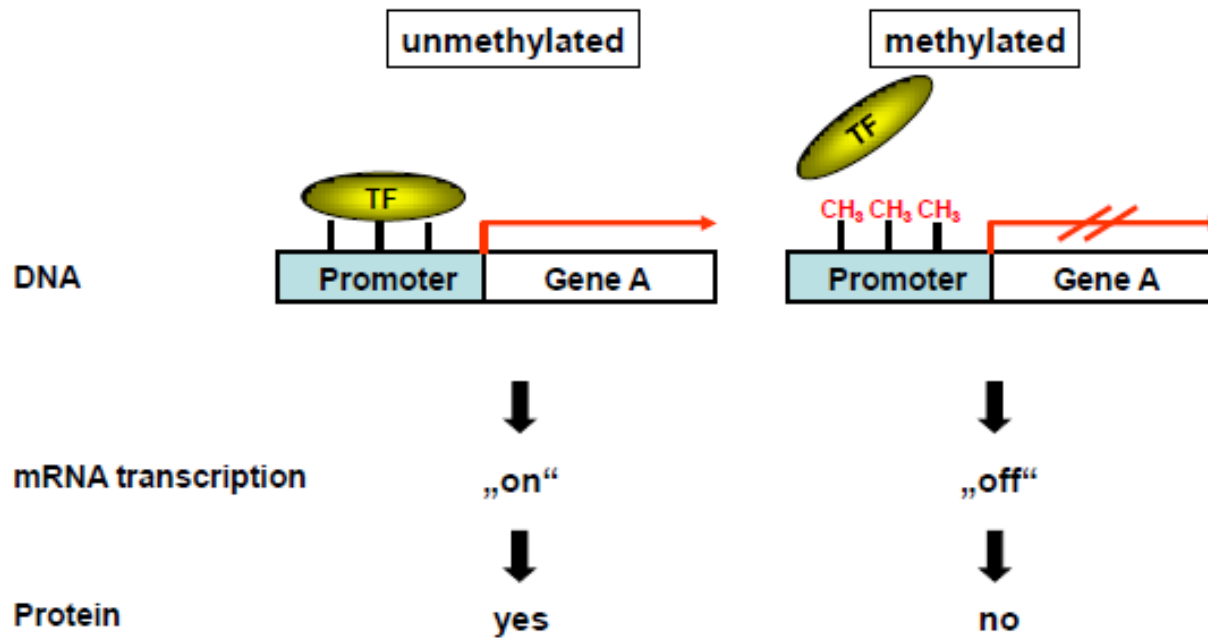 unmethylated methylated
TF TF
CH₃ CH₃ CH₃
DNA Promoter Gene A Promoter Gene A
mRNA transcription „on“ „off“
Protein yes no